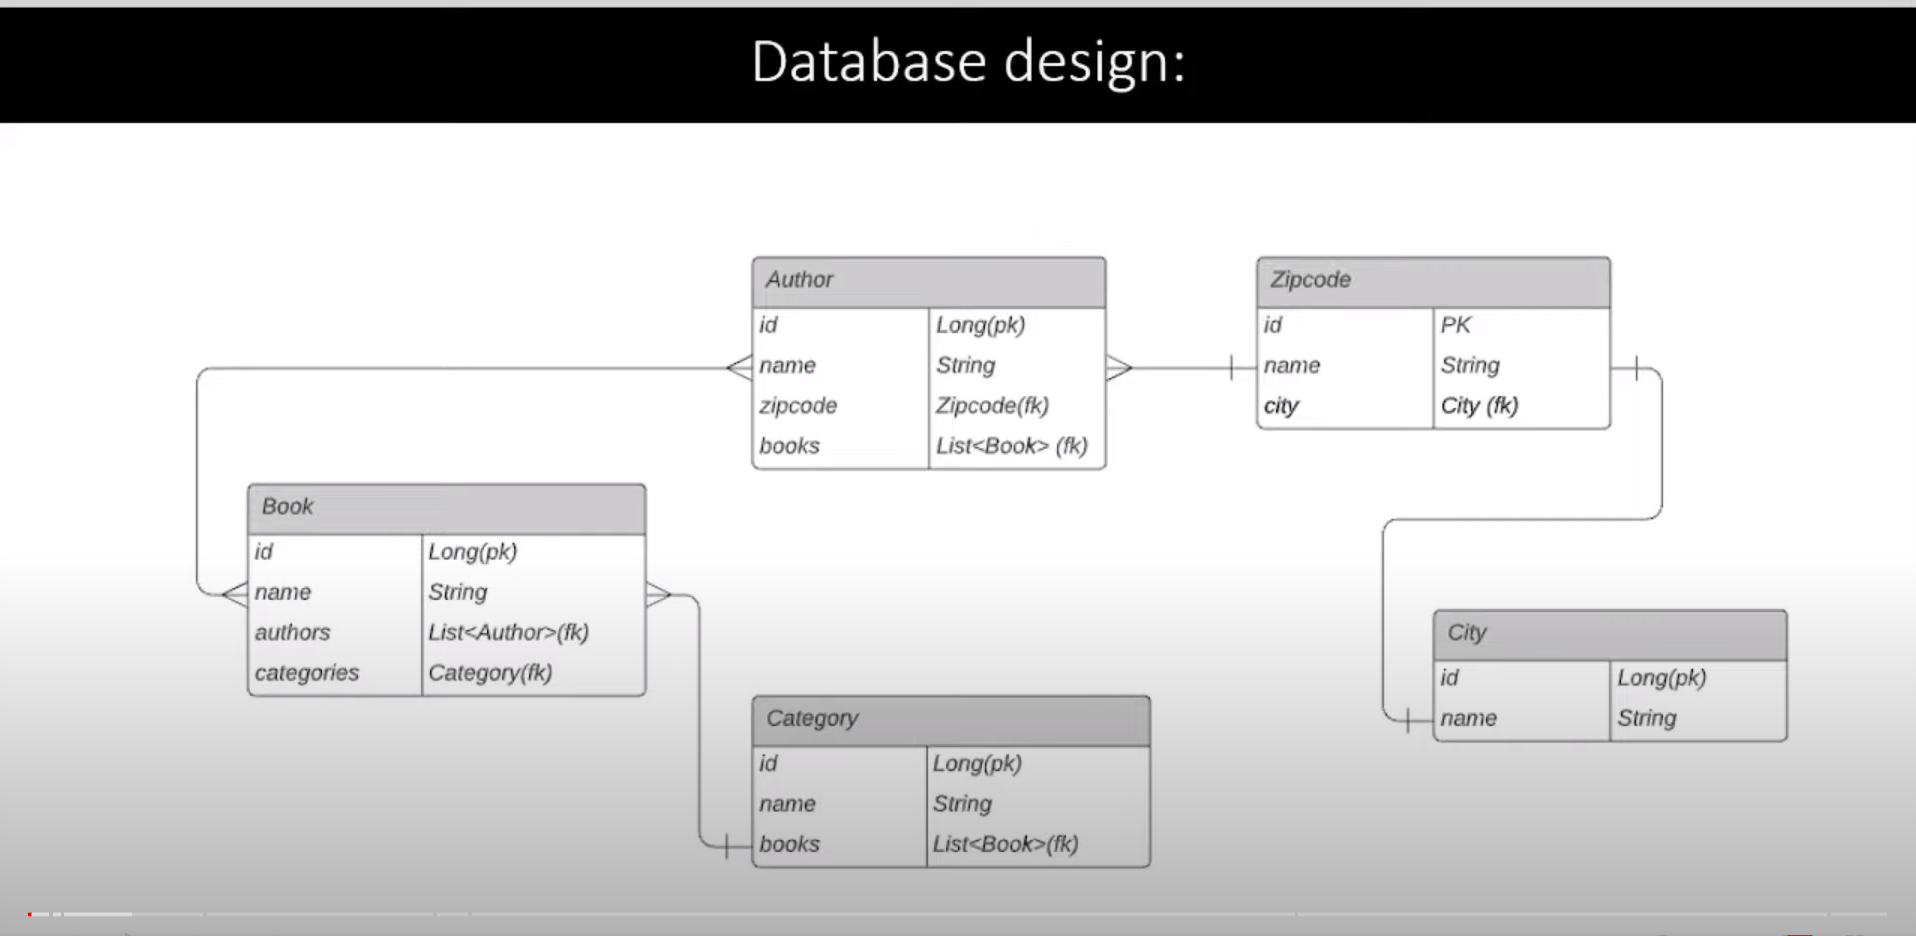 Database design:
Author
id Long(pk)
name String
zipcode Zipcode(fk)
books List<Book> (fk)
Zipcode
id PK
name String
city City (fk)
Book
id Long(pk)
name String
authors List<Author>(fk)
categories Category(fk)
City
id Long(pk)
name String
Category
id Long(pk)
name String
books List<Book>(fk)